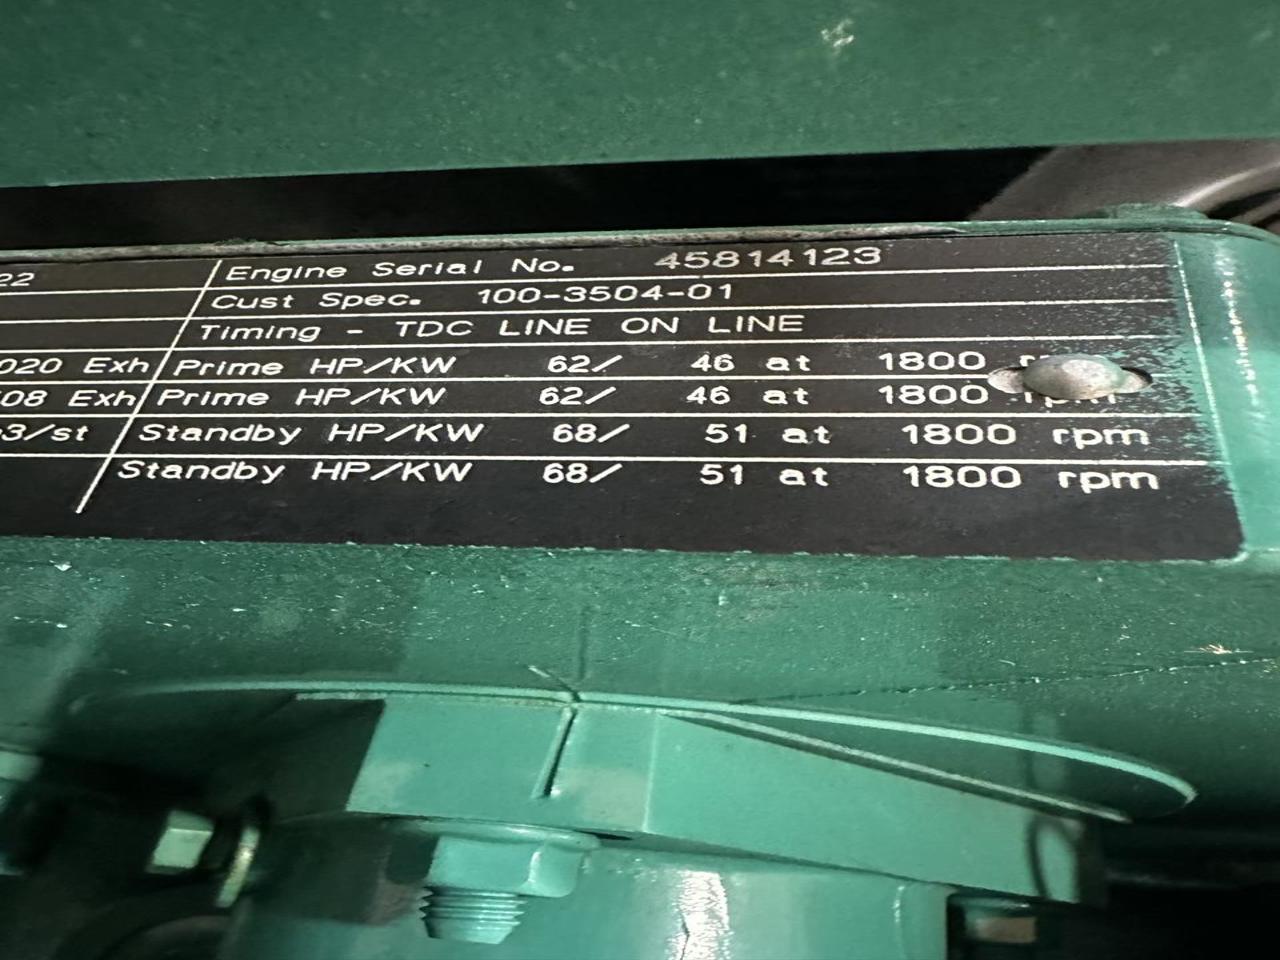 22 Engine Serial No. 45814123
Cust Spec. 100-3504-01
Timing - TDC LINE ON LINE
020 Exh Prime HP/KW 62/ 46 at 1800
08 Exh Prime HP/KW 62/ 46 at 1800 rpm
3/st Standby HP/KW 68/ 51 at 1800 rpm
Standby HP/KW 68/ 51 at 1800 rpm